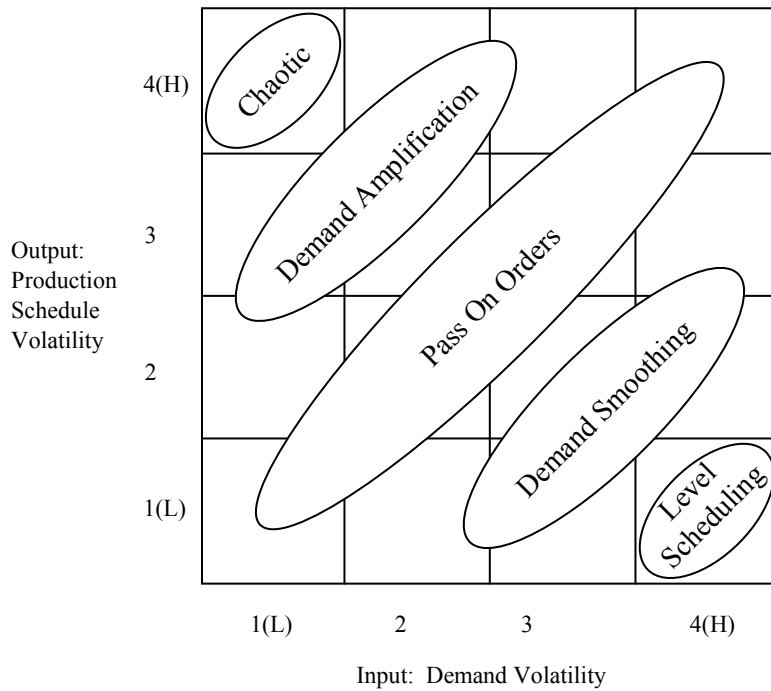 Chaotic
4(H)
Demand Amplification
Output:
Production
Schedule
Volatility
3
Pass On Orders
2
Demand Smoothing
1(L)
Level
Scheduling
1(L) 2 3 4(H)
Input: Demand Volatility